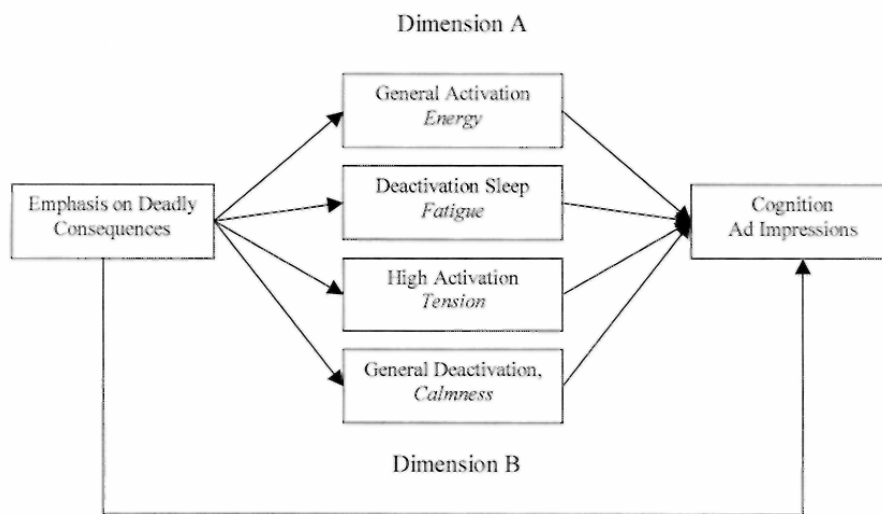 Dimension A
General Activation
Energy
Deactivation Sleep
Fatigue
Emphasis on Deadly
Consequences
Cognition
Ad Impressions
High Activation
Tension
General Deactivation,
Calmness
Dimension B